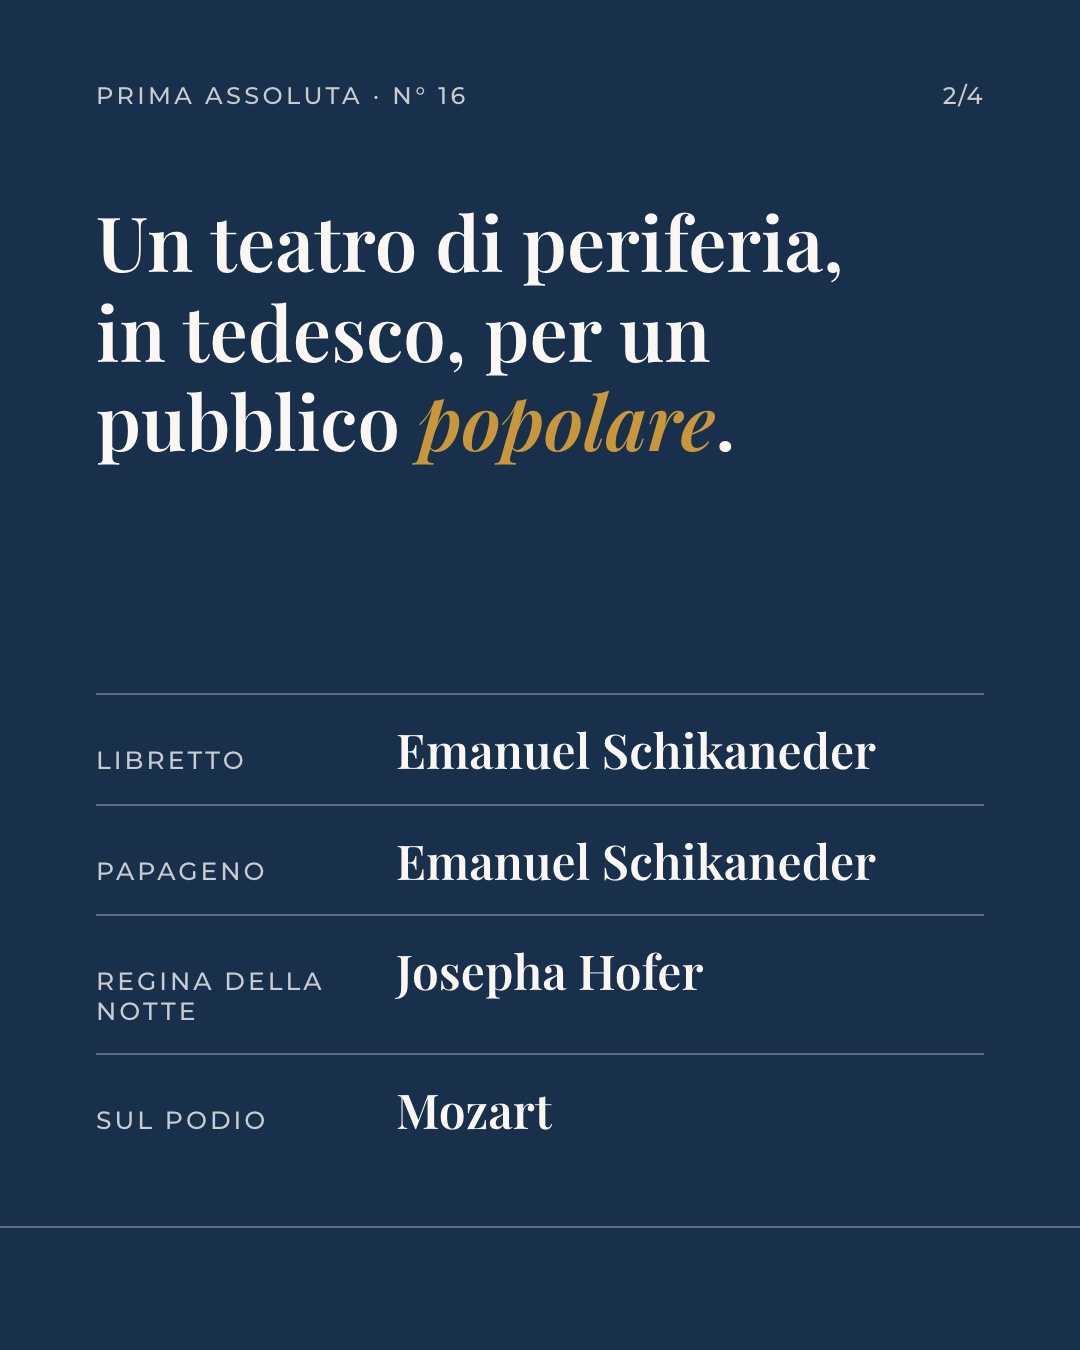 PRIMA ASSOLUTA · N° 16
2/4
Un teatro di periferia,
in tedesco, per un
pubblico popolare.
LIBRETTO
Emanuel Schikaneder
PAPAGENO
Emanuel Schikaneder
REGINA DELLA
NOTTE
Josepha Hofer
SUL PODIO
Mozart